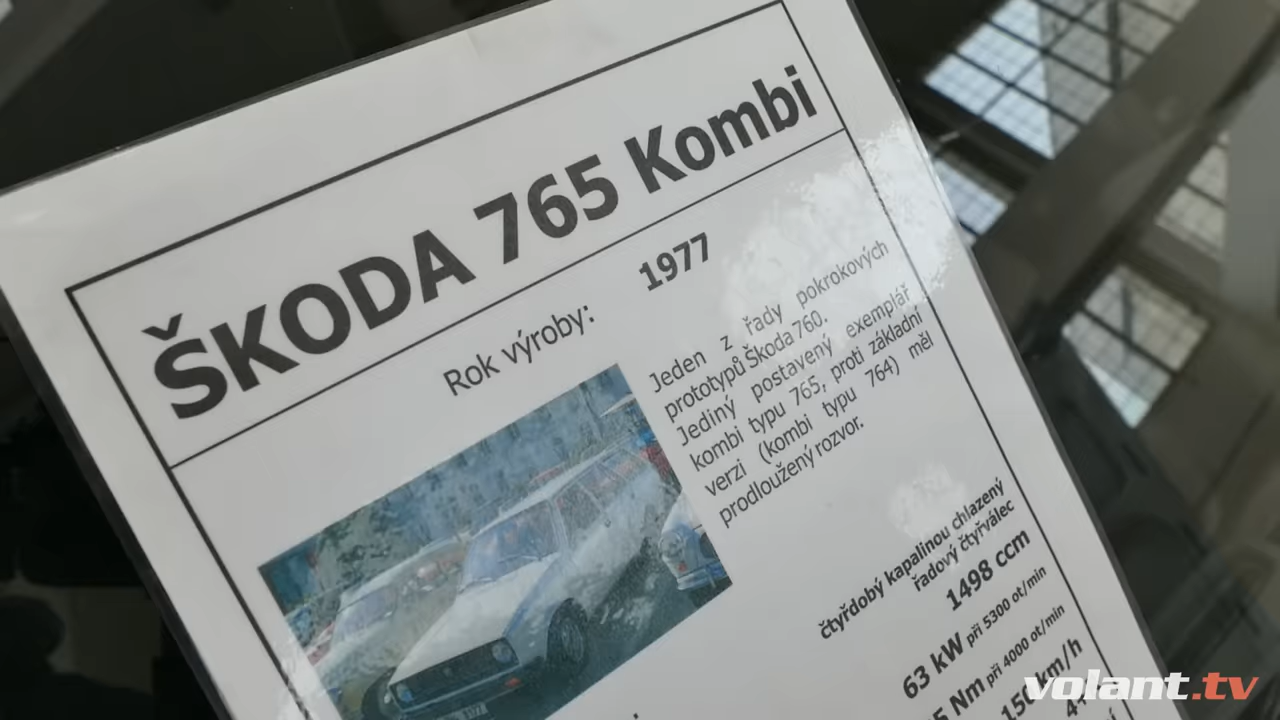 ŠKODA 765 Kombi
Rok výroby: 1977
Jeden z řady pokrokových
prototypů Škoda 760.
Jediný postavený exemplář
kombi typu 765, proti základní
verzi (kombi typu 764) měl
prodloužený rozvor.
čtyřdobý kapalinou chlazený
řadový čtyřválec
1498 ccm
63 kW při 5300 ot/min
Nm při 4000 ot/min
150 km/h
volant.tv